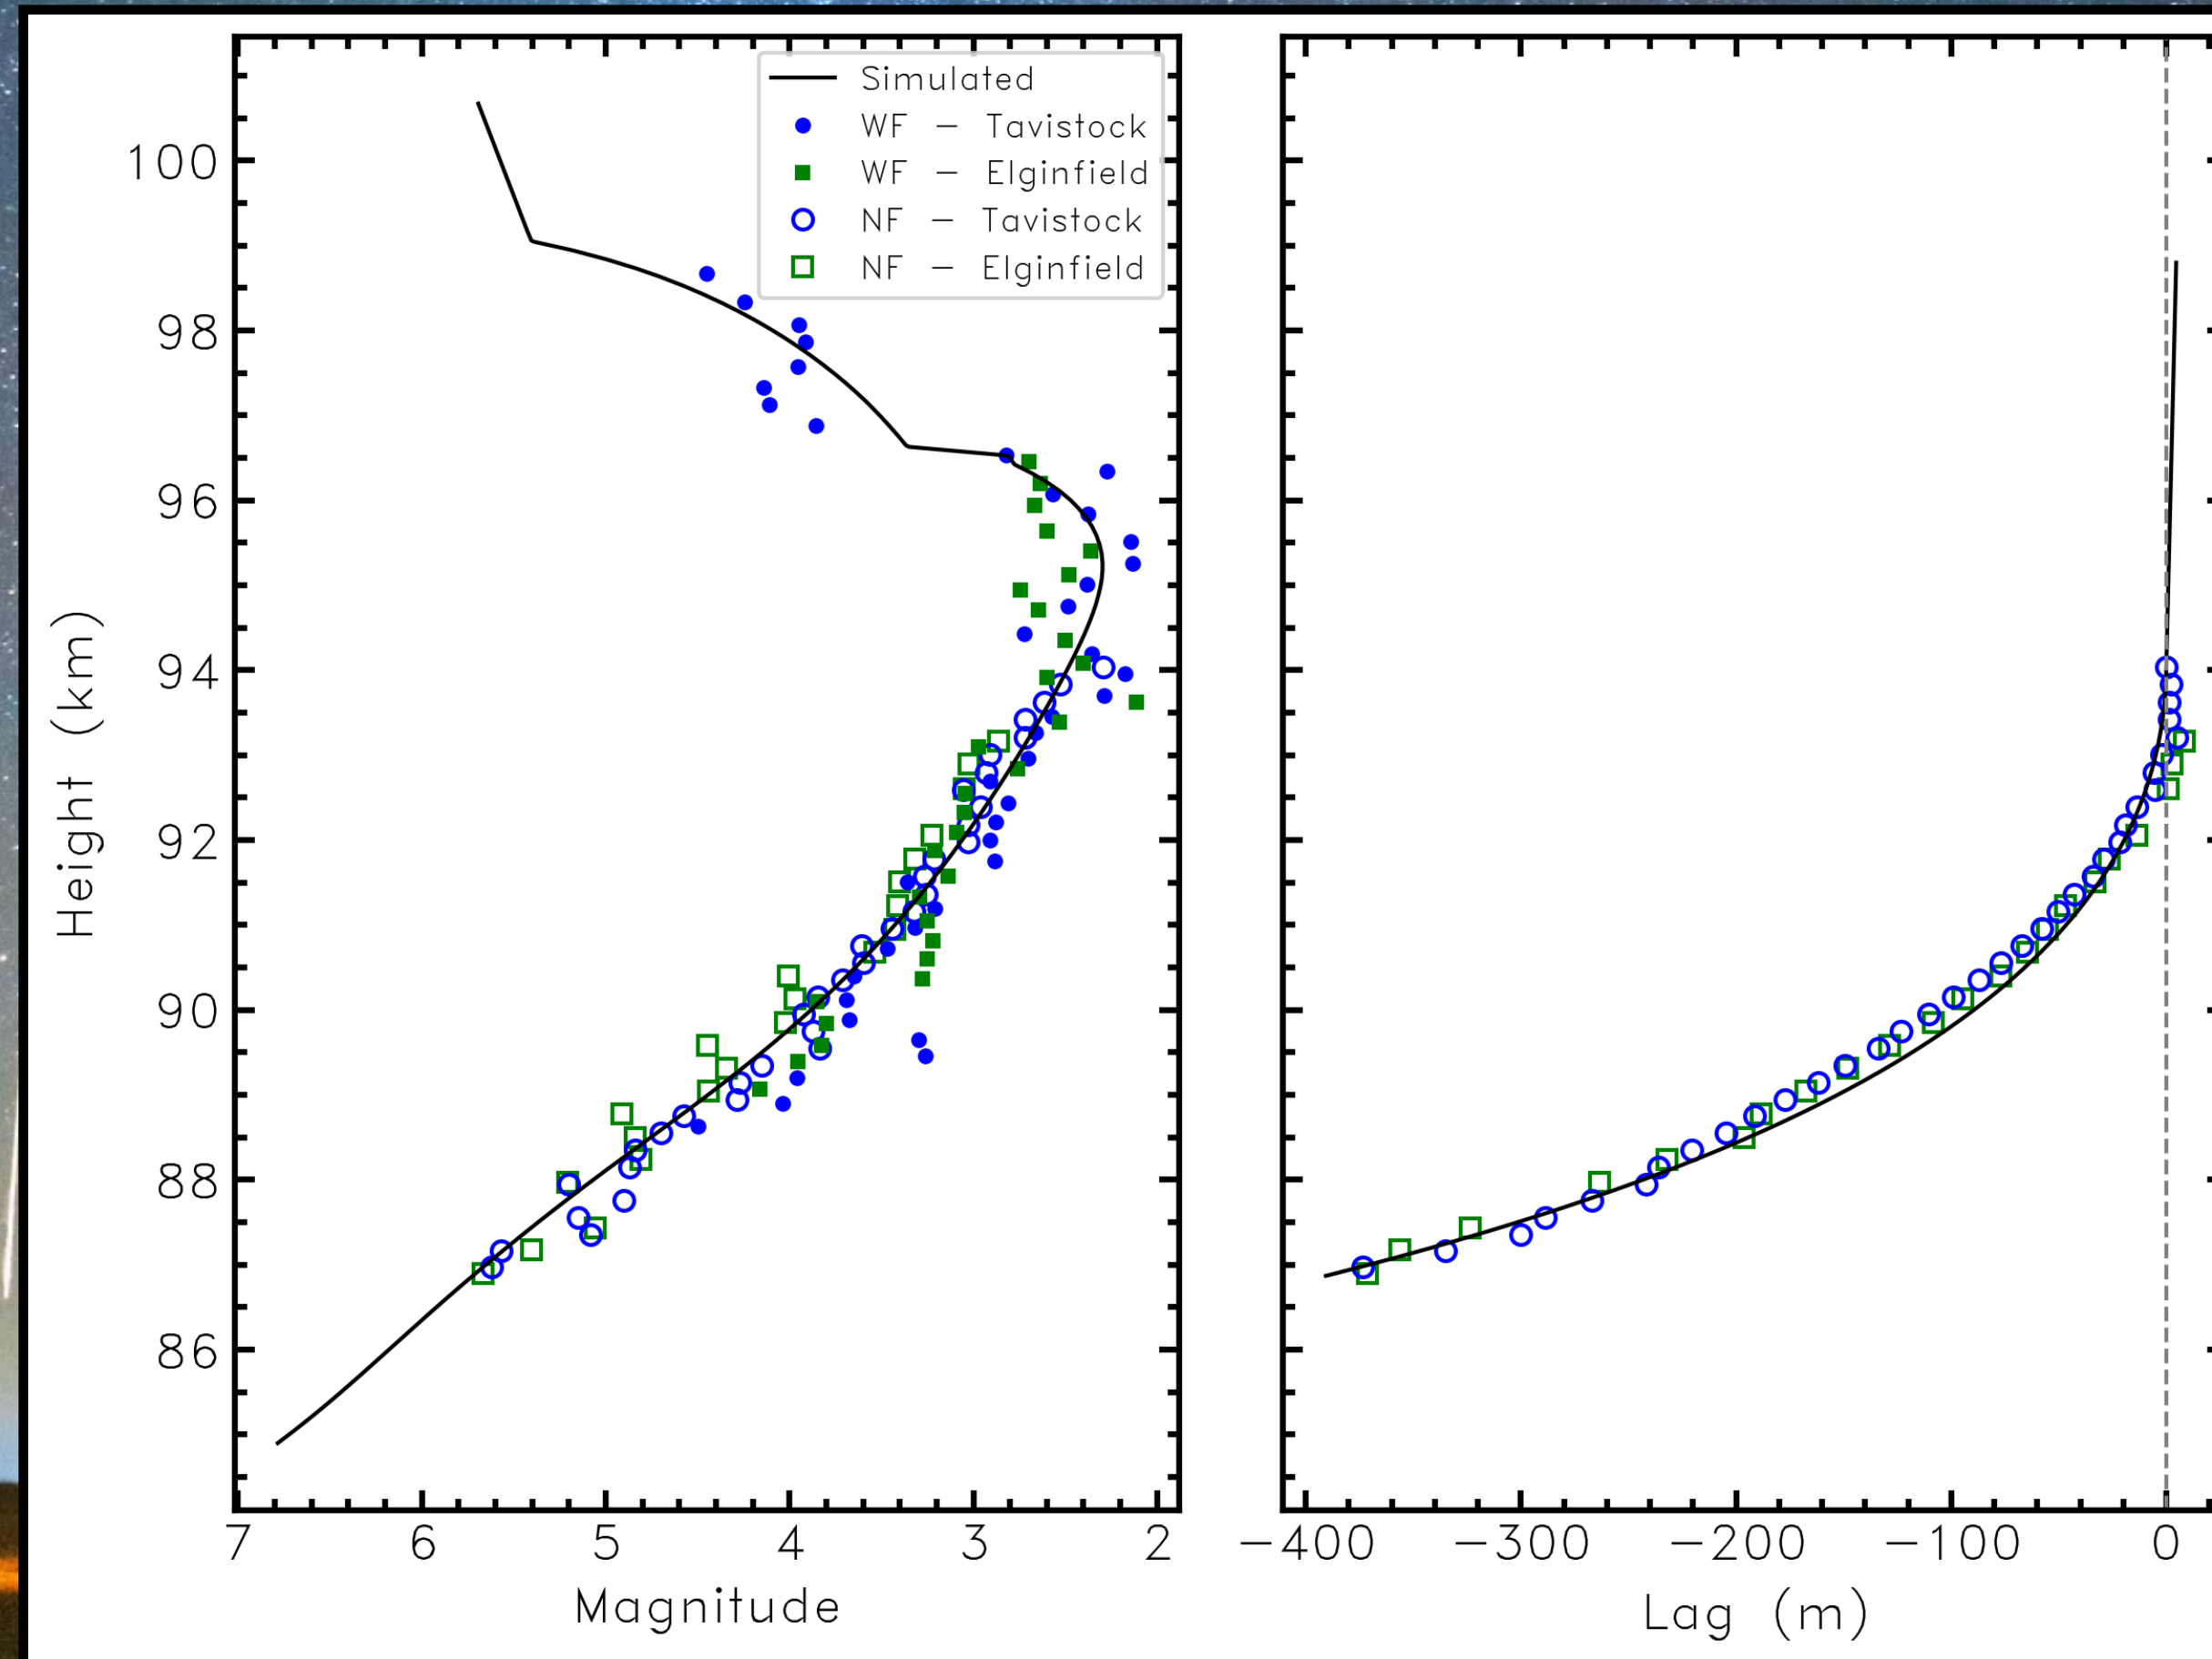 Simulated
WF − Tavistock
WF − Elginfield
NF − Tavistock
NF − Elginfield
Height (km)
100
98
96
94
92
90
88
86
7 6 5 4 3 2
Magnitude
−400 −300 −200 −100 0
Lag (m)